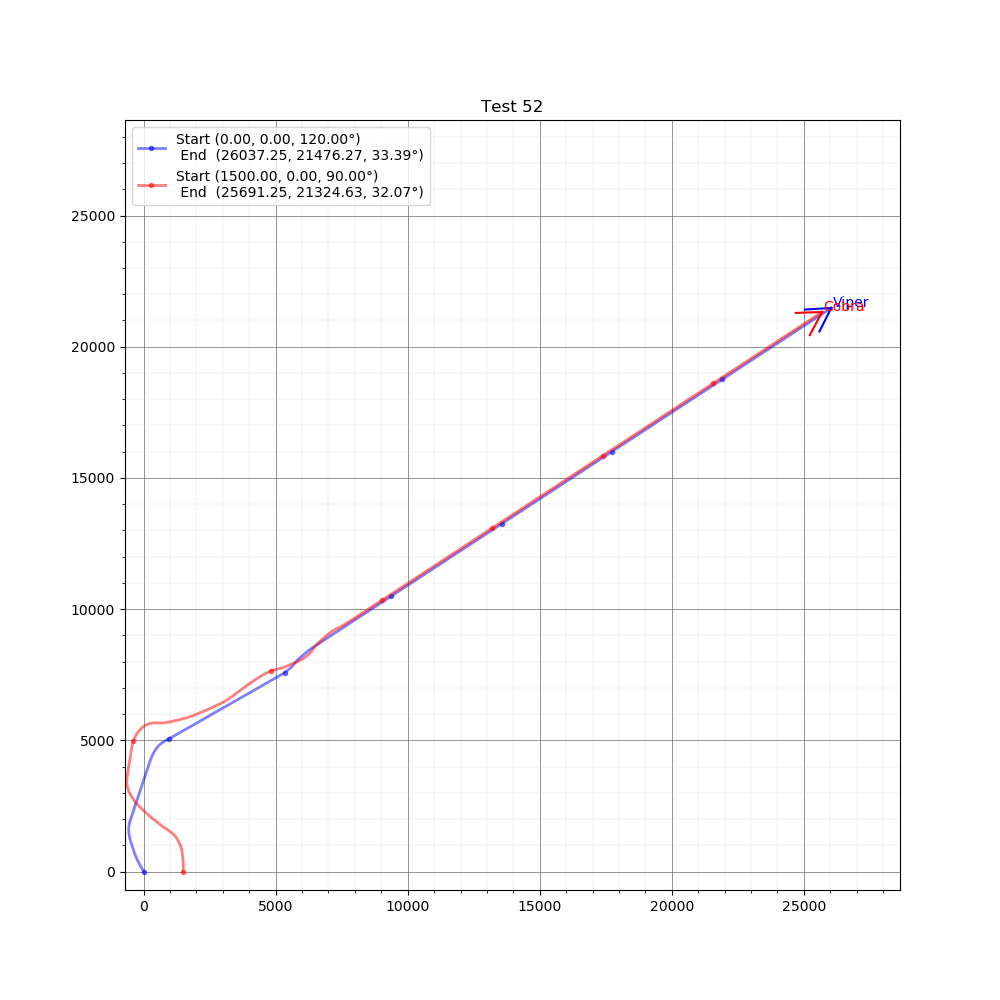 Test 52
Start (0.00, 0.00, 120.00°)
End (26037.25, 21476.27, 33.39°)
Start (1500.00, 0.00, 90.00°)
End (25691.25, 21324.63, 32.07°)
25000
20000
15000
10000
5000
0
Viper
Cobra
0 5000 10000 15000 20000 25000